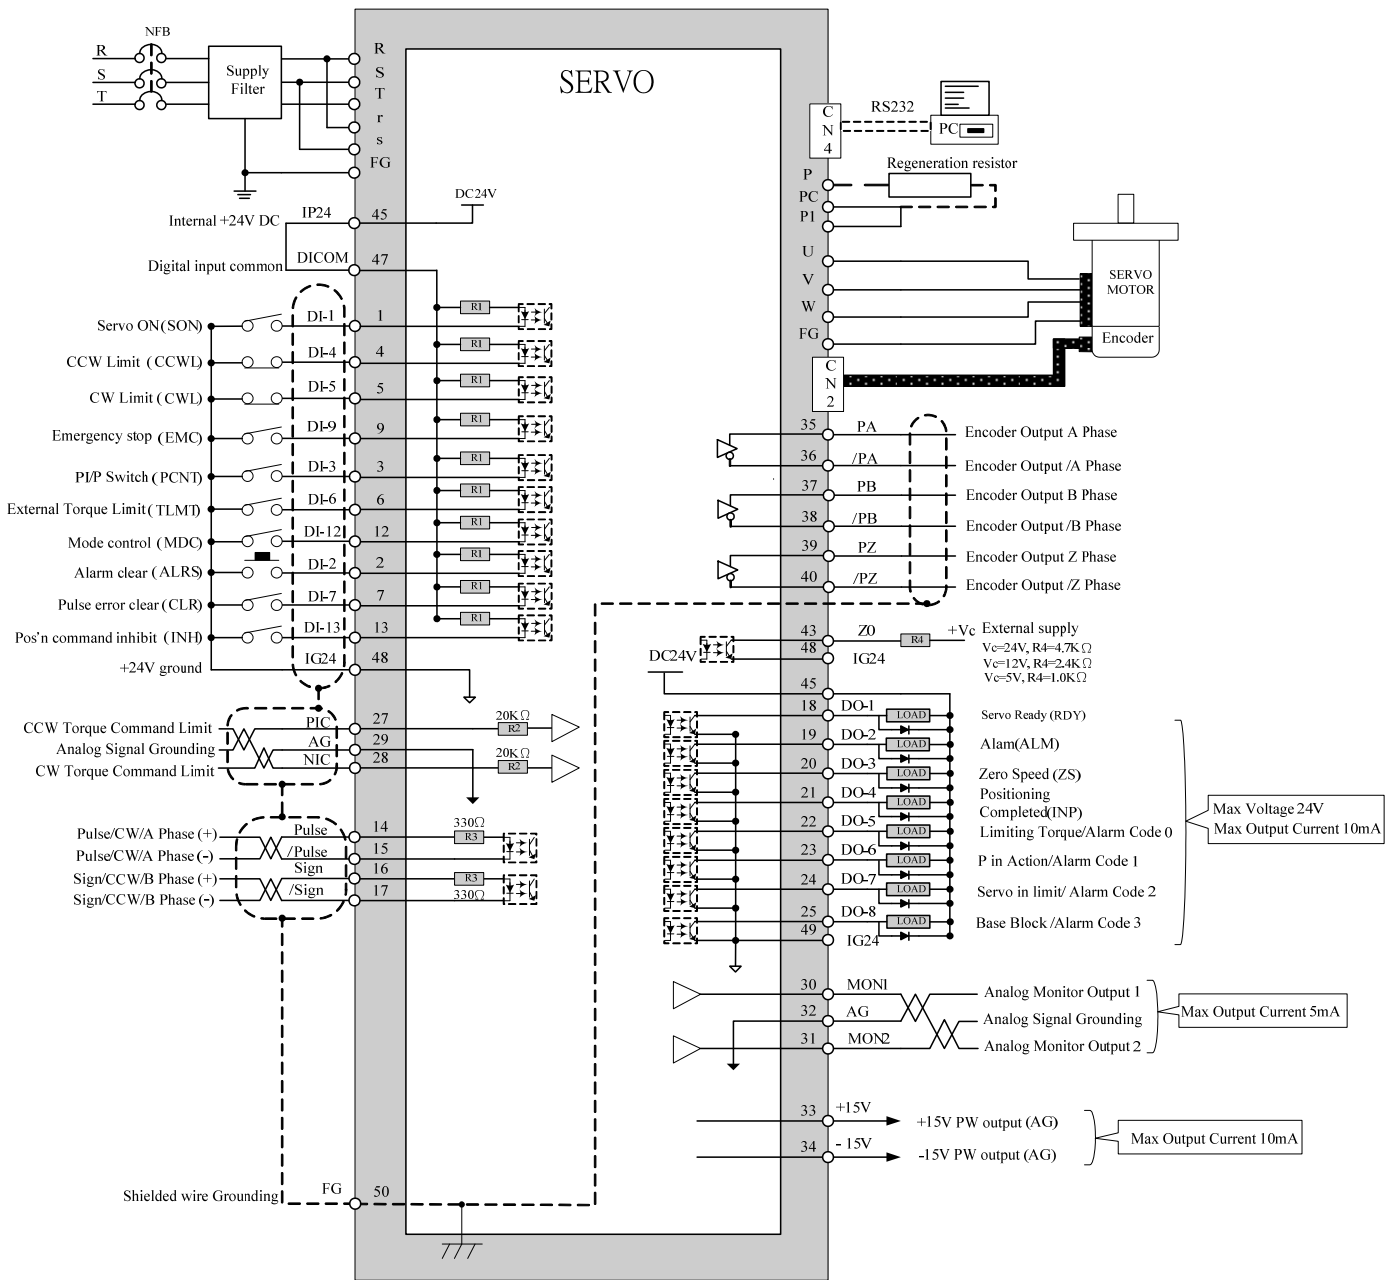 NFB
R
S
T
Supply
Filter
R
S
T
r
s
FG
SERVO
Internal +24V DC
IP24
45
DC24V
Digital input common
DICOM
47
Servo ON(SON)
DI-1
1
R1
CCW Limit (CCWL)
DI-4
4
R1
CW Limit (CWL)
DI-5
5
R1
Emergency stop (EMC)
DI-9
9
R1
PI/P Switch (PCNT)
DI-3
3
R1
External Torque Limit(TLMT)
DI-6
6
R1
Mode control (MDC)
DI-12
12
R1
Alarm clear (ALRS)
DI-2
2
R1
Pulse error clear (CLR)
DI-7
7
R1
Pos'n command inhibit (INH)
DI-13
13
R1
+24V ground
IG24
48
CCW Torque Command Limit
PIC
27
20KΩ
R2
Analog Signal Grounding
AG
29
CW Torque Command Limit
NIC
28
20KΩ
R2
Pulse/CW/A Phase (+)
Pulse
14
330Ω
R3
Pulse/CW/A Phase (-)
/Pulse
15
Sign/CCW/B Phase (+)
Sign
16
R3
330Ω
Sign/CCW/B Phase (-)
/Sign
17
Shielded wire Grounding
FG
50
CN4
RS232
PC
Regeneration resistor
P
PC
P1
U
V
W
FG
SERVO
MOTOR
Encoder
CN2
35
PA
Encoder Output A Phase
36
/PA
Encoder Output /A Phase
37
PB
Encoder Output B Phase
38
/PB
Encoder Output /B Phase
39
PZ
Encoder Output Z Phase
40
/PZ
Encoder Output /Z Phase
43
Z0
R4
+Vc
External supply
Vc=24V, R4=4.7KΩ
Vc=12V, R4=2.4KΩ
Vc=5V, R4=1.0KΩ
48
IG24
DC24V
45
18
DO-1
LOAD
Servo Ready (RDY)
19
DO-2
LOAD
Alam(ALM)
20
DO-3
LOAD
Zero Speed (ZS)
21
DO-4
LOAD
Positioning
Completed(INP)
22
DO-5
LOAD
Limiting Torque/Alarm Code 0
23
DO-6
LOAD
P in Action/Alarm Code 1
24
DO-7
LOAD
Servo in limit/ Alarm Code 2
25
DO-8
LOAD
Base Block /Alarm Code 3
49
IG24
Max Voltage 24V
Max Output Current 10mA
30
MON1
Analog Monitor Output 1
32
AG
Analog Signal Grounding
31
MON2
Analog Monitor Output 2
Max Output Current 5mA
33
+15V
+15V PW output (AG)
34
- 15V
-15V PW output (AG)
Max Output Current 10mA